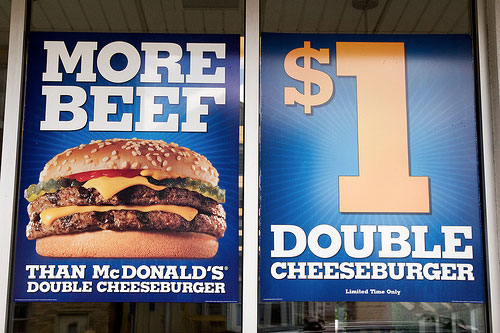 MORE
BEEF
THAN McDONALD'S®
DOUBLE CHEESEBURGER
$1
DOUBLE
CHEESEBURGER
Limited Time Only